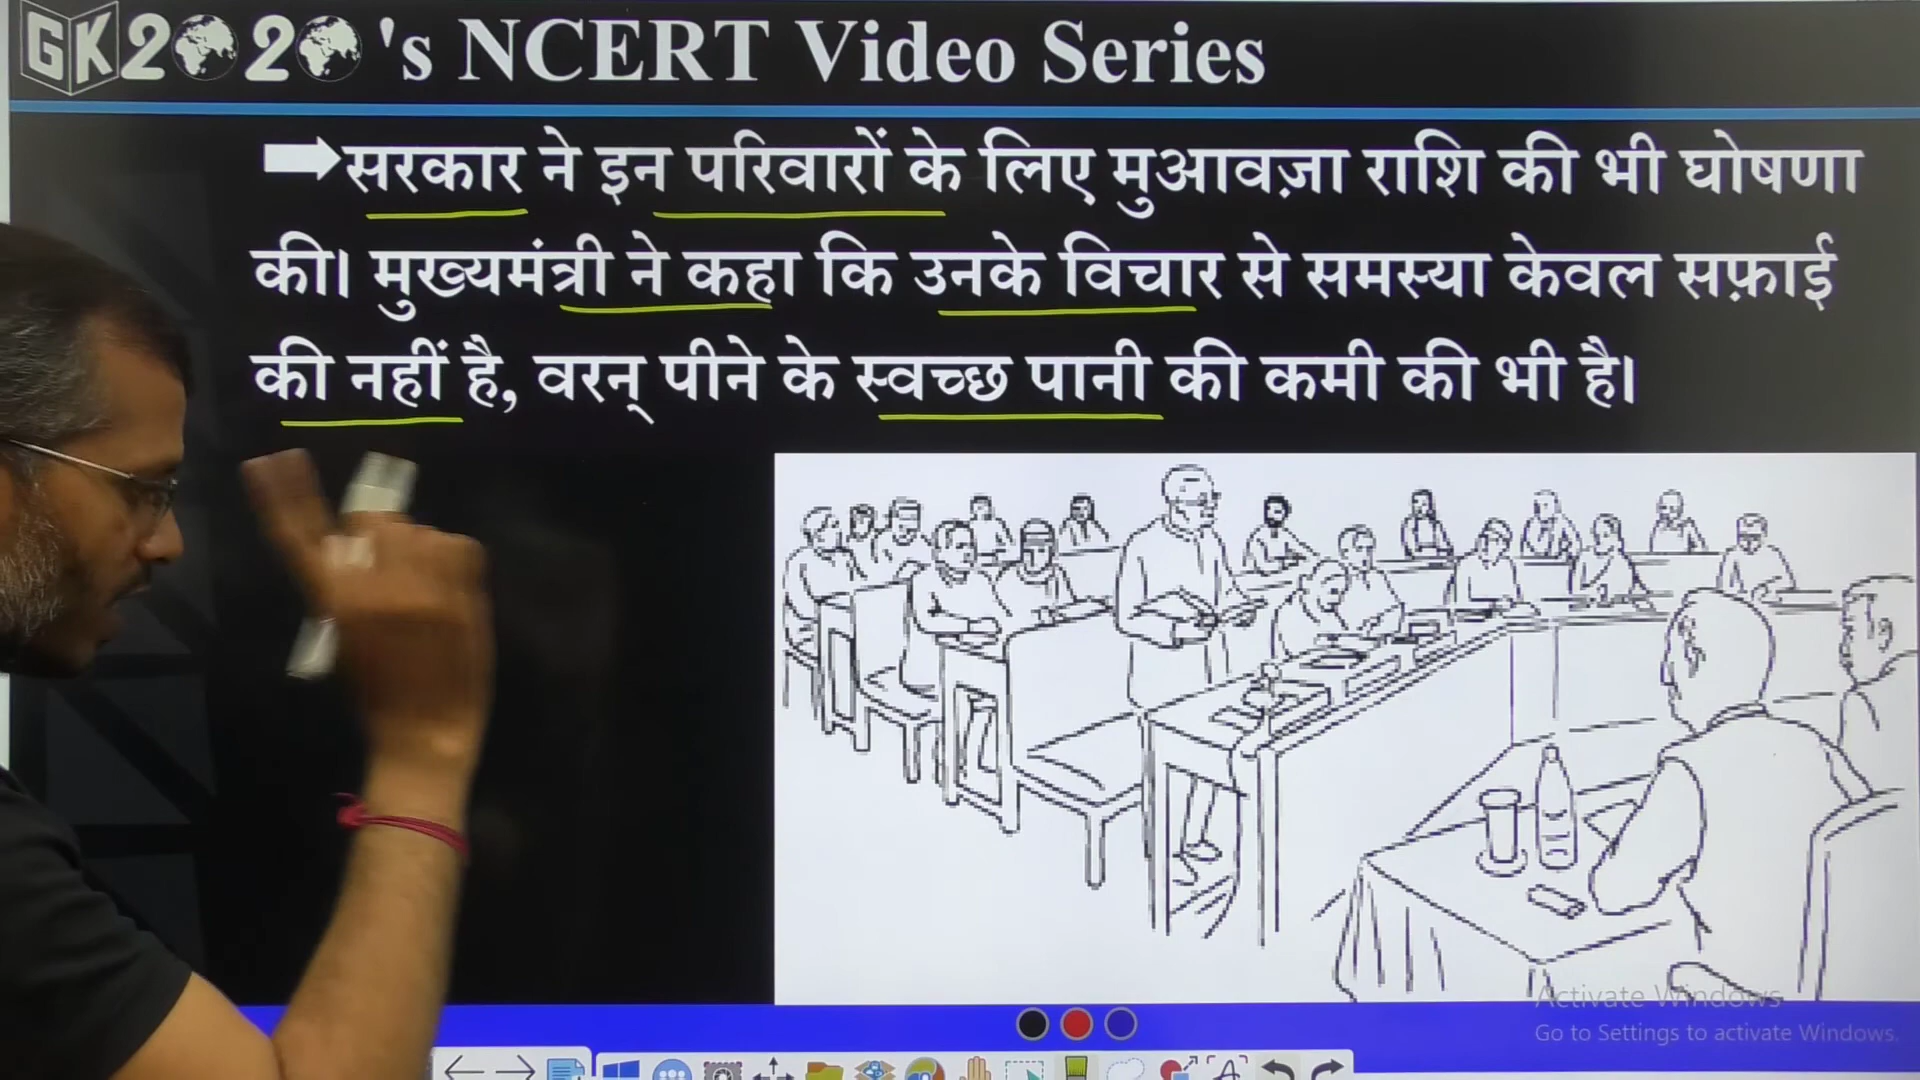 GK2020's NCERT Video Series
सरकार ने इन परिवारों के लिए मुआवज़ा राशि की भी घोषणा
की। मुख्यमंत्री ने कहा कि उनके विचार से समस्या केवल सफ़ाई
की नहीं है, वरन् पीने के स्वच्छ पानी की कमी की भी है।
Activate Windows
Go to Settings to activate Windows.